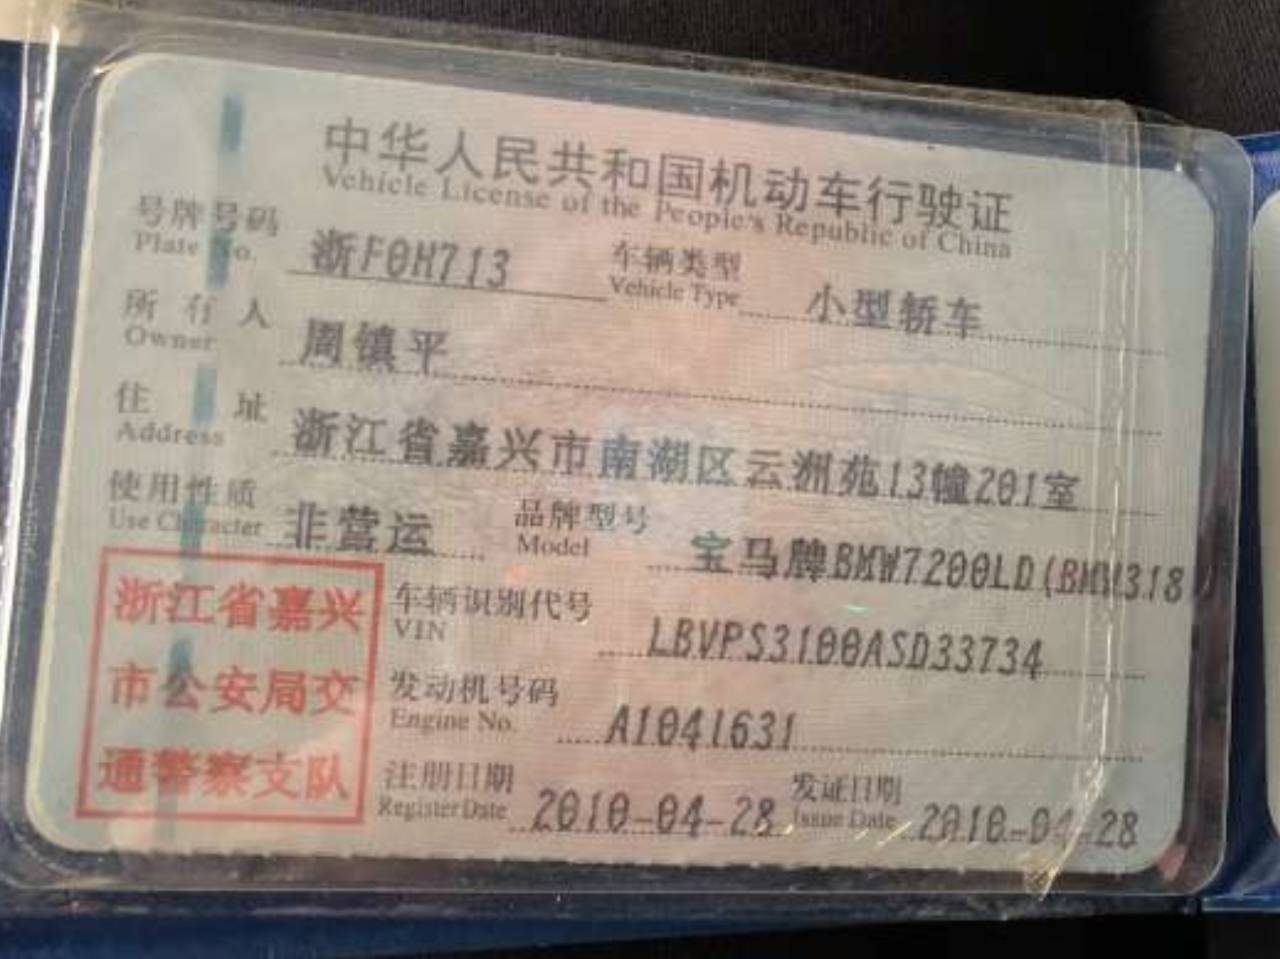 中华人民共和国机动车行驶证
Vehicle License of the People's Republic of China
号牌号码 浙F0H713 车辆类型 小型轿车
Plate No. Vehicle Type
所有人 周镇平
Owner
住址 浙江省嘉兴市南湖区云洲苑13幢201室
Address
使用性质 非营运 品牌型号 宝马牌BMW7200LD(BMW318
Use Character Model
浙江省嘉兴
市公安局交
通警察支队
车辆识别代号 LBVPS3100ASD33734
VIN
发动机号码 A1041631
Engine No.
注册日期 2010-04-28 发证日期 2010-04-28
Register Date Issue Date